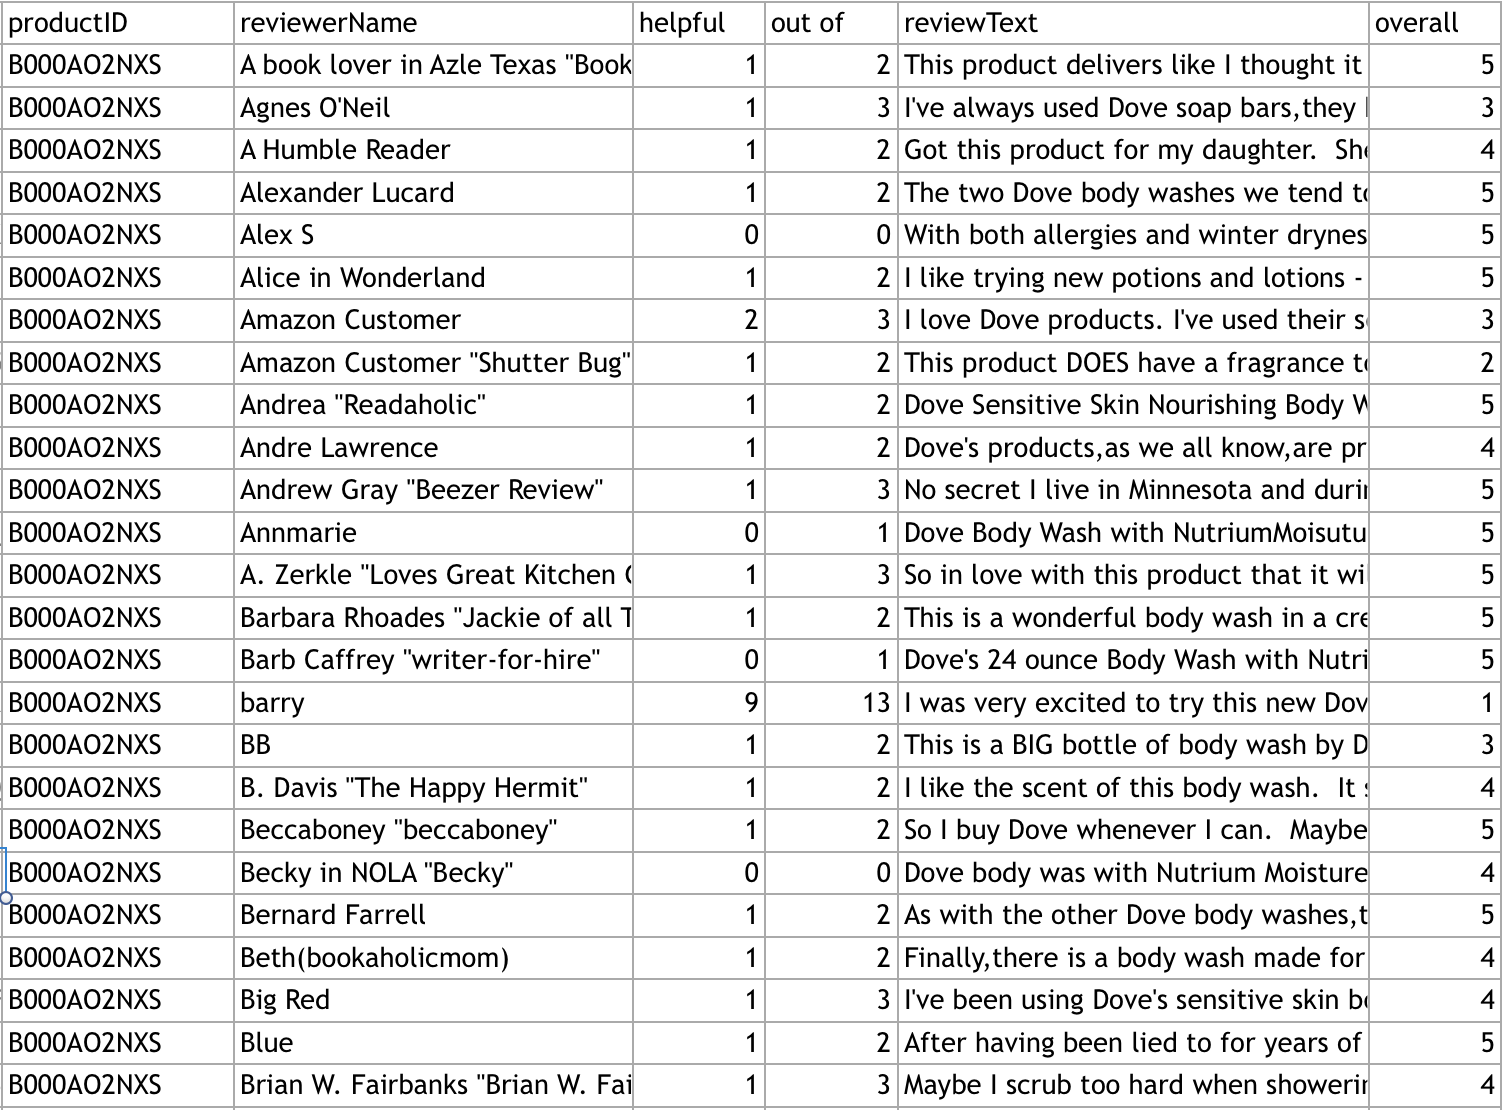 productID reviewerName helpful out of reviewText overall
B000AO2NXS A book lover in Azle Texas "Book 1 2 This product delivers like I thought it 5
B000AO2NXS Agnes O'Neil 1 3 I've always used Dove soap bars,they 3
B000AO2NXS A Humble Reader 1 2 Got this product for my daughter. She 4
B000AO2NXS Alexander Lucard 1 2 The two Dove body washes we tend to 5
B000AO2NXS Alex S 0 0 With both allergies and winter drynes 5
B000AO2NXS Alice in Wonderland 1 2 I like trying new potions and lotions - 5
B000AO2NXS Amazon Customer 2 3 I love Dove products. I've used their 3
B000AO2NXS Amazon Customer "Shutter Bug" 1 2 This product DOES have a fragrance to 2
B000AO2NXS Andrea "Readaholic" 1 2 Dove Sensitive Skin Nourishing Body W 5
B000AO2NXS Andre Lawrence 1 2 Dove's products,as we all know,are pr 4
B000AO2NXS Andrew Gray "Beezer Review" 1 3 No secret I live in Minnesota and durin 5
B000AO2NXS Annmarie 0 1 Dove Body Wash with NutriumMoisutu 5
B000AO2NXS A. Zerkle "Loves Great Kitchen 1 3 So in love with this product that it wi 5
B000AO2NXS Barbara Rhoades "Jackie of all T 1 2 This is a wonderful body wash in a cre 5
B000AO2NXS Barb Caffrey "writer-for-hire" 0 1 Dove's 24 ounce Body Wash with Nutri 5
B000AO2NXS barry 9 13 I was very excited to try this new Dov 1
B000AO2NXS BB 1 2 This is a BIG bottle of body wash by D 3
B000AO2NXS B. Davis "The Happy Hermit" 1 2 I like the scent of this body wash. It 4
B000AO2NXS Beccaboney "beccaboney" 1 2 So I buy Dove whenever I can. Maybe 5
B000AO2NXS Becky in NOLA "Becky" 0 0 Dove body was with Nutrium Moisture 4
B000AO2NXS Bernard Farrell 1 2 As with the other Dove body washes,t 5
B000AO2NXS Beth(bookaholicmom) 1 2 Finally,there is a body wash made for 4
B000AO2NXS Big Red 1 3 I've been using Dove's sensitive skin 4
B000AO2NXS Blue 1 2 After having been lied to for years of 5
B000AO2NXS Brian W. Fairbanks "Brian W. Fai 1 3 Maybe I scrub too hard when showerin 4